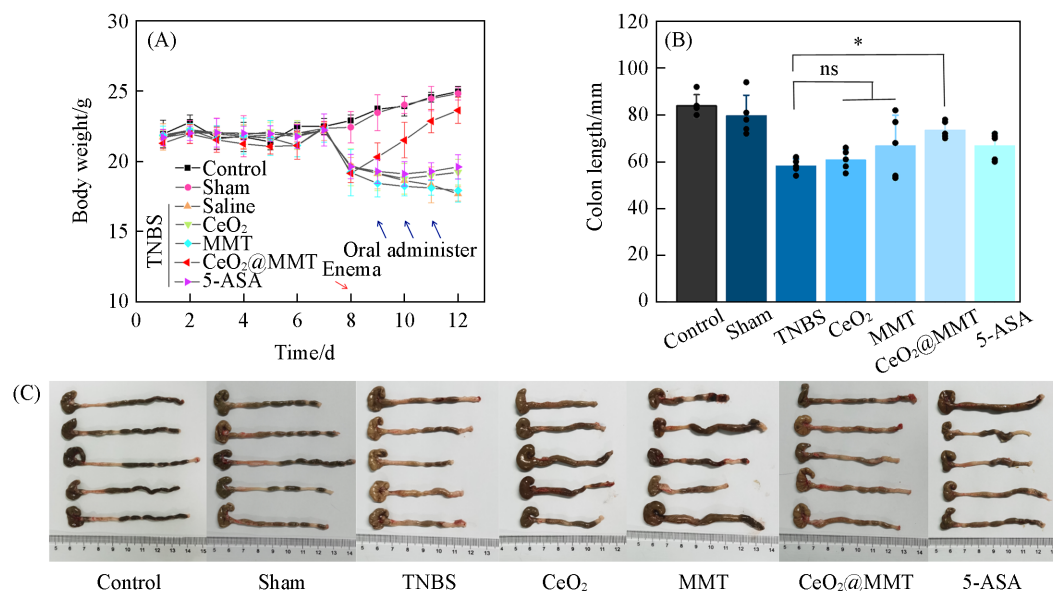 (A)
30
25
20
15
10
Body weight/g
Control
Sham
Saline
CeO₂
MMT
CeO₂@MMT
5-ASA
TNBS
Oral administer
Enema
0 2 4 6 8 10 12
Time/d
(B)
120
100
80
60
40
20
0
Colon length/mm
*
ns
Control
Sham
TNBS
CeO₂
MMT
CeO₂@MMT
5-ASA
(C)
Control Sham TNBS CeO₂ MMT CeO₂@MMT 5-ASA